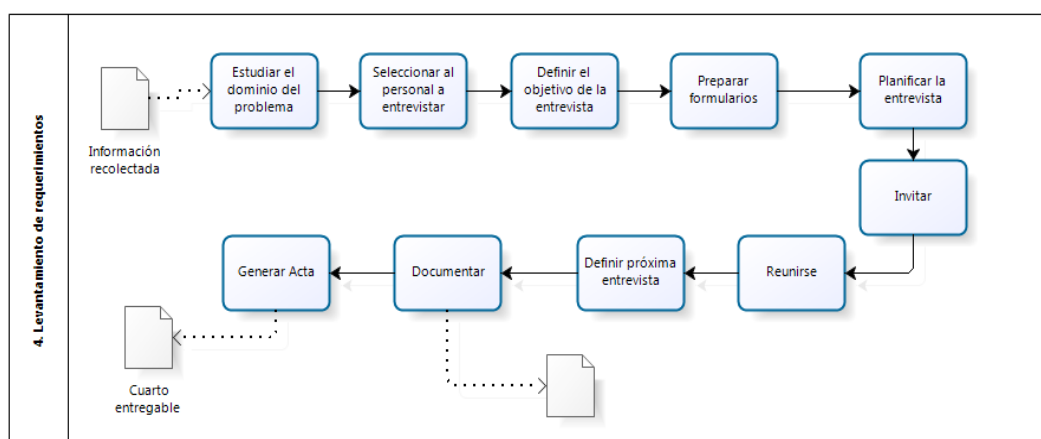 4. Levantamiento de requerimientos
Información
recolectada
Estudiar el
dominio del
problema
Seleccionar al
personal a
entrevistar
Definir el
objetivo de la
entrevista
Preparar
formularios
Planificar la
entrevista
Invitar
Reunirse
Definir próxima
entrevista
Documentar
Generar Acta
Cuarto
entregable